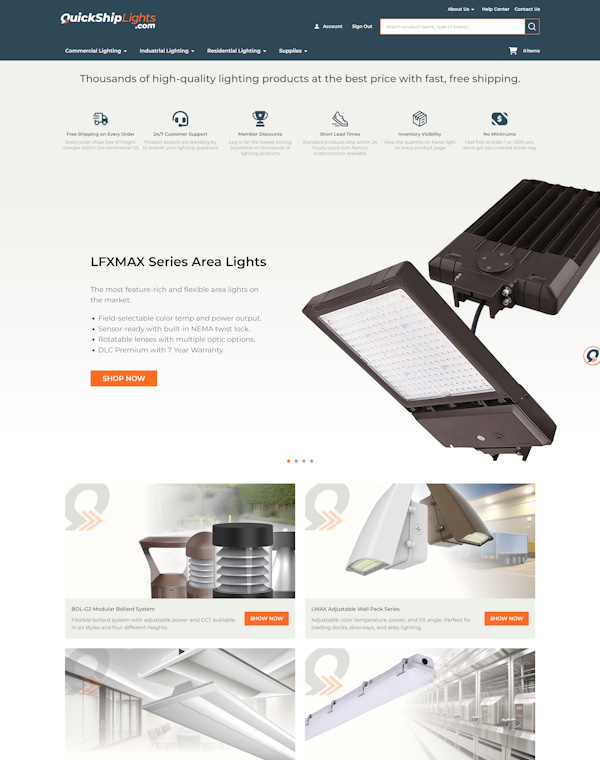 About Us
Help Center
Contact Us
QuickShipLights
.com
Account
Sign Out
Search product name, type or brand...
Commercial Lighting
Industrial Lighting
Residential Lighting
Supplies
0 Items
Thousands of high-quality lighting products at the best price with fast, free shipping.
Free Shipping on Every Order
Every order ships free of freight
charges within the continental US
24/7 Customer Support
Product experts are standing by
to answer your lighting questions
Member Discounts
Log in for the lowest pricing
anywhere on thousands of
lighting products
Short Lead Times
Standard products ship within 24
hours, quick-turn factory
customization available
Inventory Visibility
View the quantity on hand right
on every product page
No Minimums
Feel free to order 1 or 1,000 pcs,
we've got you covered either way
LFXMAX Series Area Lights
The most feature-rich and flexible area lights on
the market.
• Field-selectable color temp and power output.
• Sensor-ready with built-in NEMA twist lock.
• Rotatable lenses with multiple optic options.
• DLC Premium with 7 Year Warranty.
SHOP NOW
BOL-G2 Modular Bollard System
Flexible bollard system with adjustable power and CCT available
in six styles and four different heights.
SHOW NOW
LWAX Adjustable Wall Pack Series
Adjustable color temperature, power, and tilt angle. Perfect for
loading docks, doorways, and alley lighting.
SHOW NOW